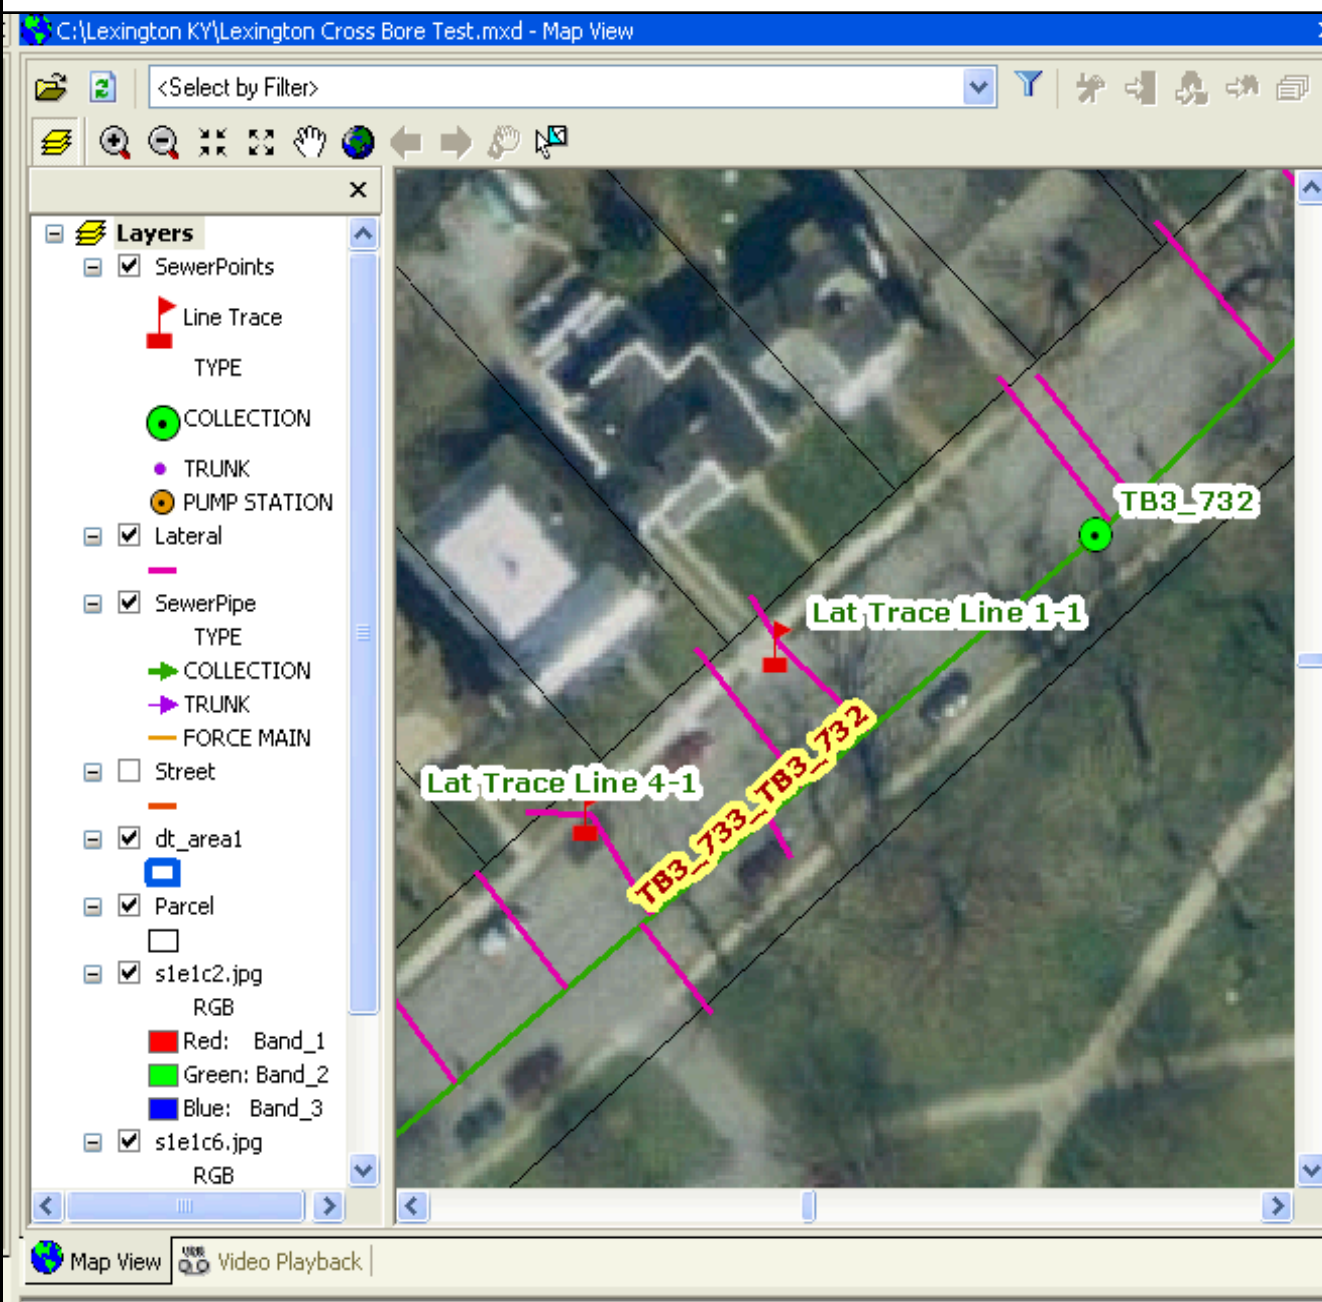 C:\Lexington KY\Lexington Cross Bore Test.mxd - Map View
<Select by Filter>
Layers
SewerPoints
Line Trace
TYPE
COLLECTION
TRUNK
PUMP STATION
Lateral
SewerPipe
TYPE
COLLECTION
TRUNK
FORCE MAIN
Street
dt_area1
Parcel
s1e1c2.jpg
RGB
Red: Band_1
Green: Band_2
Blue: Band_3
s1e1c6.jpg
RGB
TB3_732
Lat Trace Line 1-1
TB3_733_TB3_732
Lat Trace Line 4-1
Map View
Video Playback